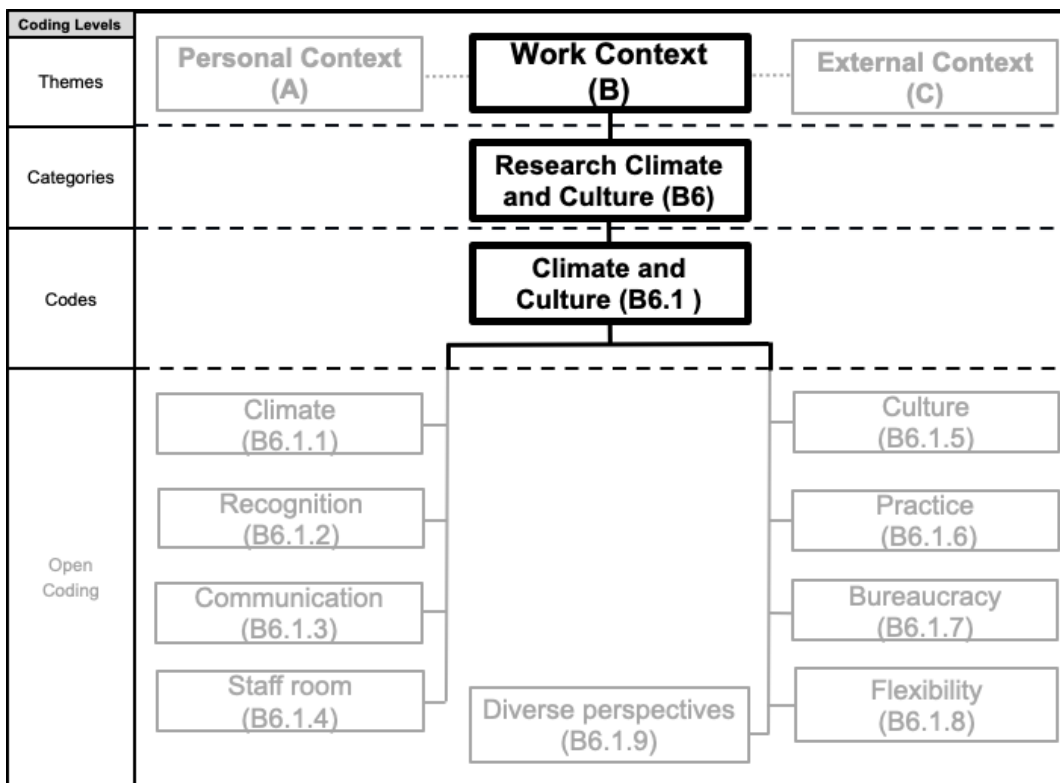 Coding Levels
Themes
Personal Context
(A)
Work Context
(B)
External Context
(C)
Categories
Research Climate
and Culture (B6)
Codes
Climate and
Culture (B6.1 )
Open
Coding
Climate
(B6.1.1)
Culture
(B6.1.5)
Recognition
(B6.1.2)
Practice
(B6.1.6)
Communication
(B6.1.3)
Bureaucracy
(B6.1.7)
Staff room
(B6.1.4)
Diverse perspectives
(B6.1.9)
Flexibility
(B6.1.8)